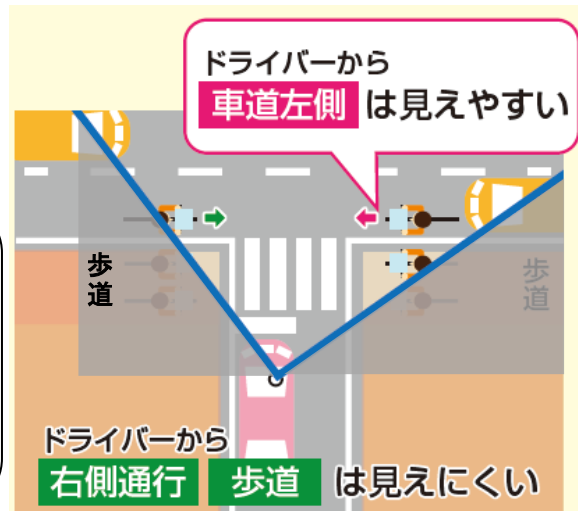 ドライバーから
車道左側 は見えやすい
歩道
歩道
ドライバーから
右側通行 歩道 は見えにくい